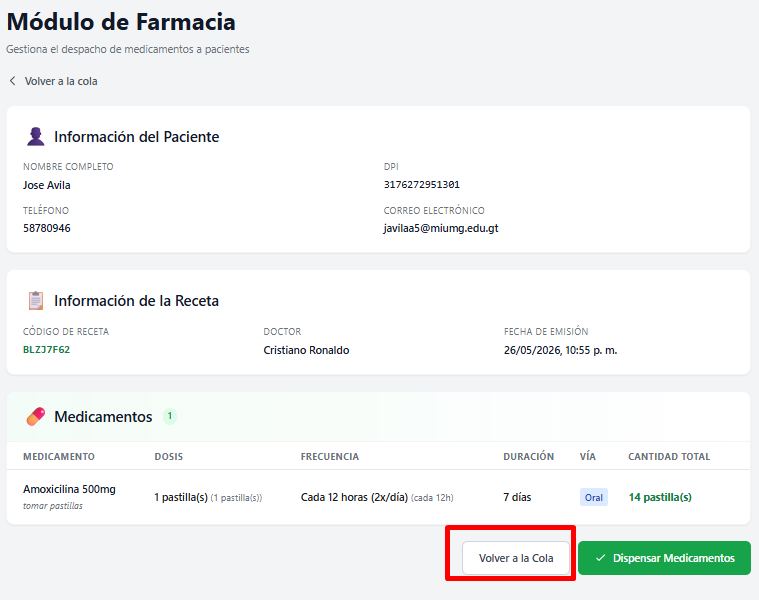 Módulo de Farmacia
Gestiona el despacho de medicamentos a pacientes
Volver a la cola
Información del Paciente
NOMBRE COMPLETO DPI
Jose Avila 3176272951301
TELÉFONO CORREO ELECTRÓNICO
58780946 javilaa5@miumg.edu.gt
Información de la Receta
CÓDIGO DE RECETA DOCTOR FECHA DE EMISIÓN
BLZJ7F62 Cristiano Ronaldo 26/05/2026, 10:55 p. m.
Medicamentos 1
MEDICAMENTO DOSIS FRECUENCIA DURACIÓN VÍA CANTIDAD TOTAL
Amoxicilina 500mg 1 pastilla(s) (1 pastilla(s)) Cada 12 horas (2x/día) (cada 12h) 7 días Oral 14 pastilla(s)
tomar pastillas
Volver a la Cola Dispensar Medicamentos